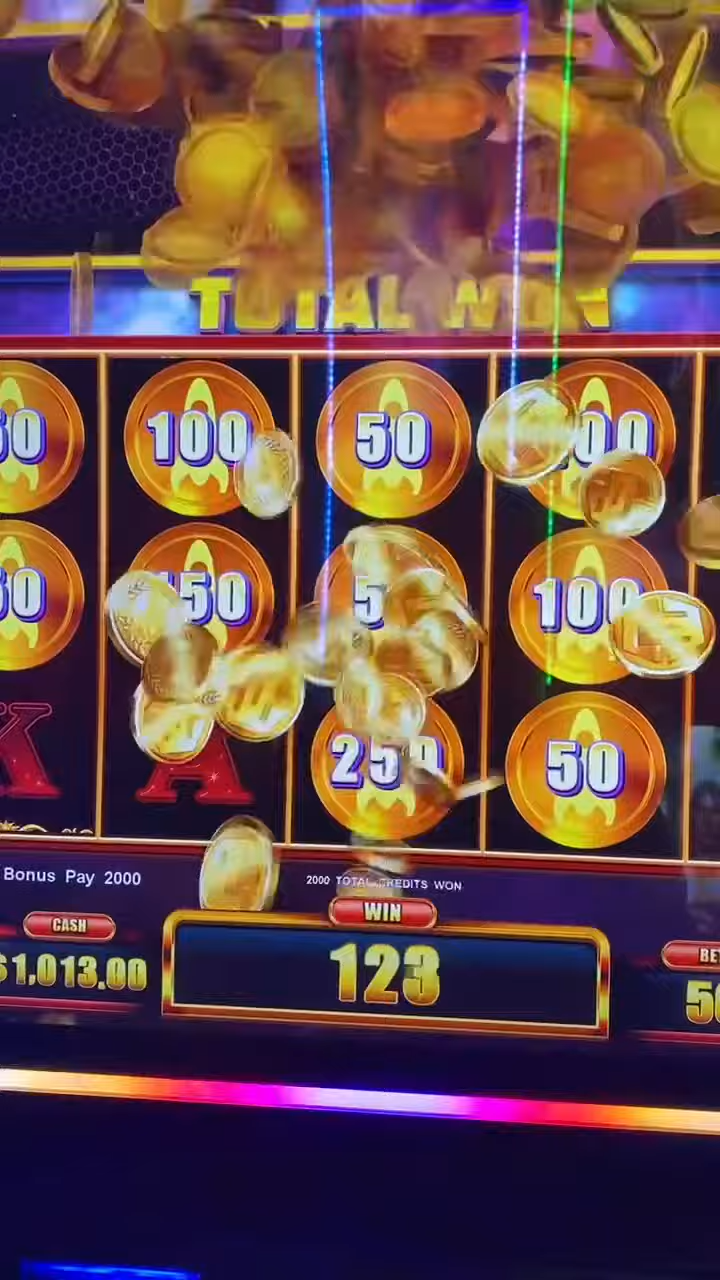 TOTAL WON
100 50
50
100
250 50
K A
Bonus Pay 2000
2000 TOTAL CREDITS WON
CASH WIN
$1,013.00 123